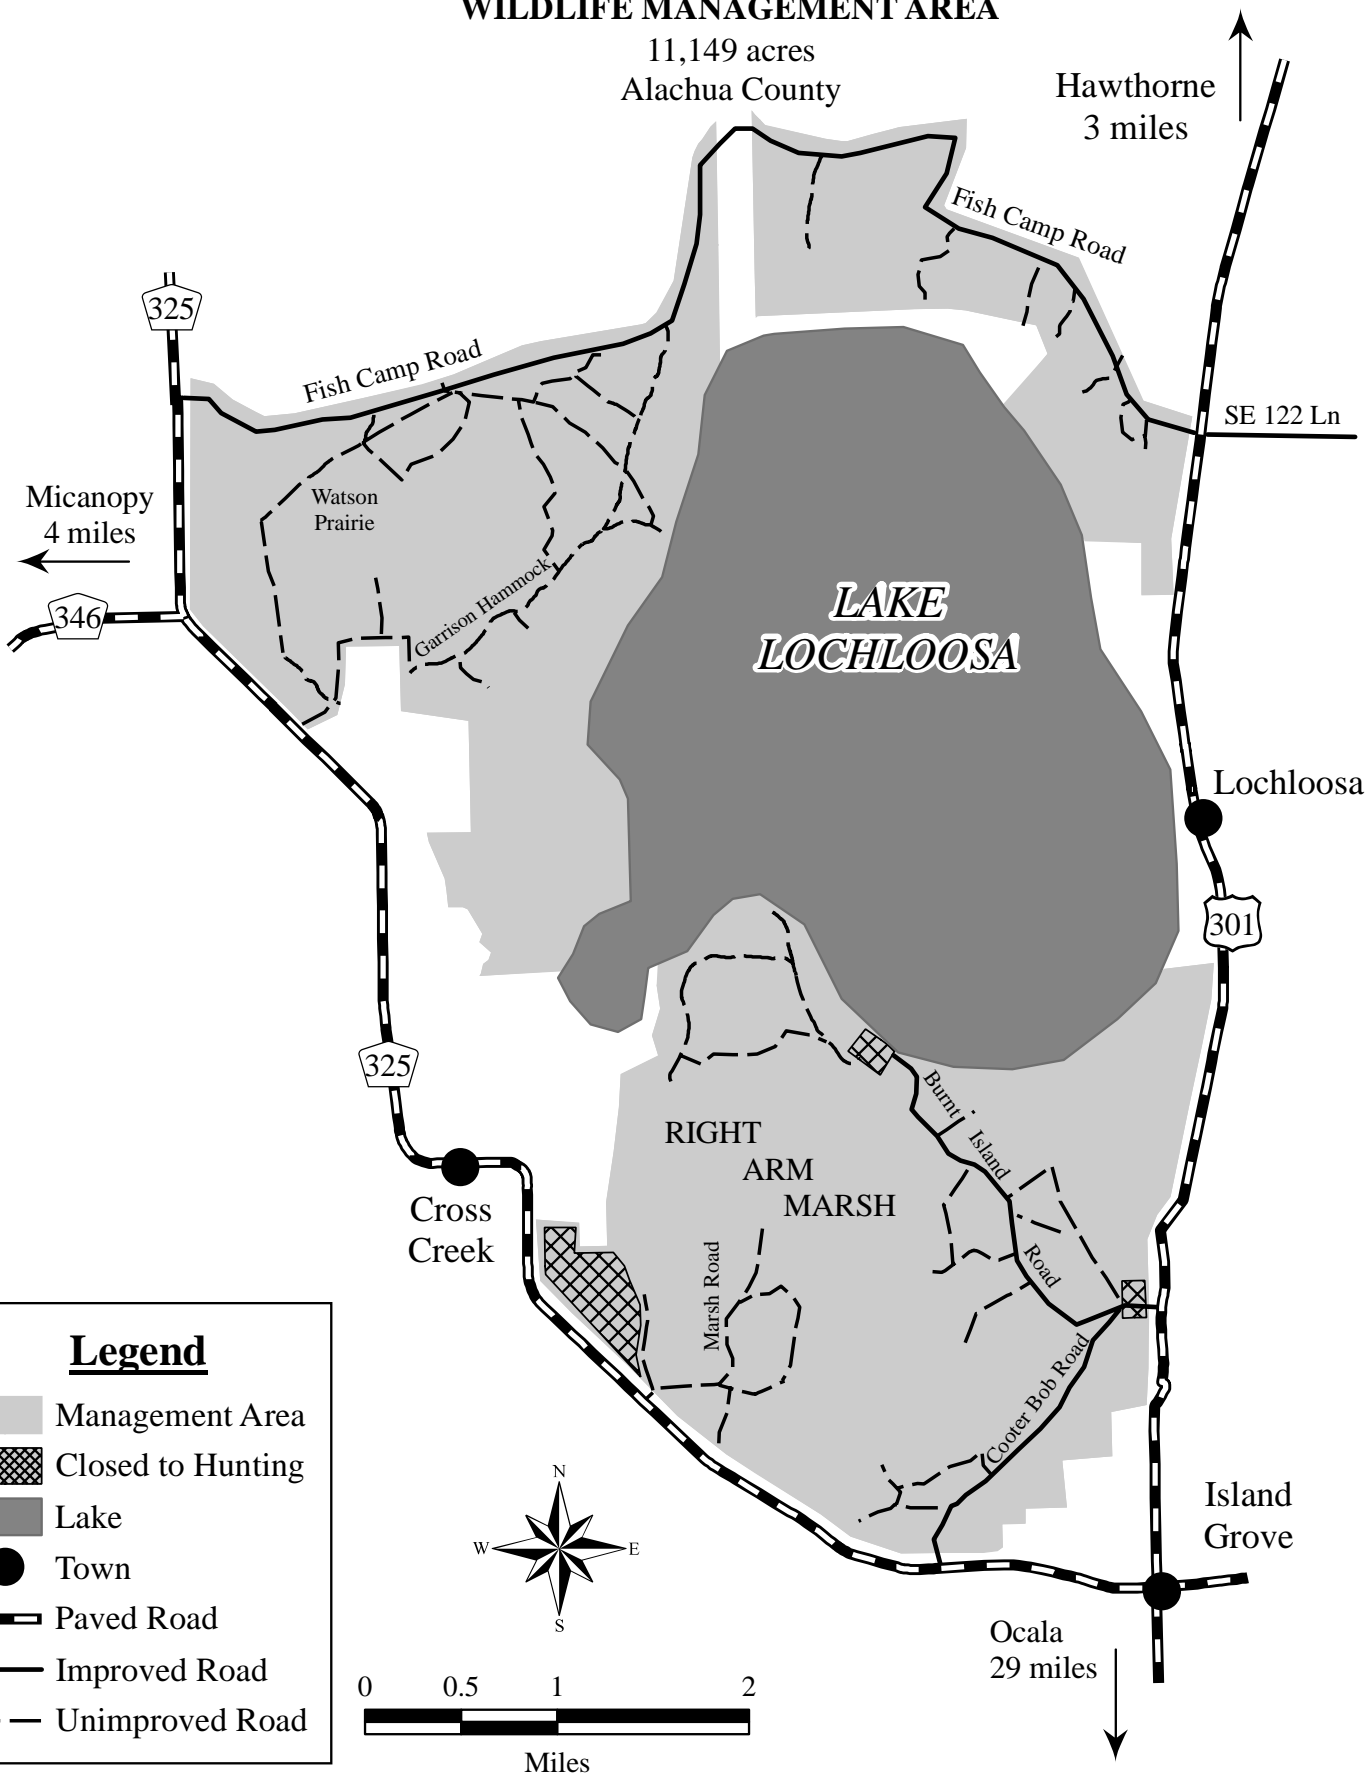 WILDLIFE MANAGEMENT AREA
11,149 acres
Alachua County
Hawthorne
3 miles
Fish Camp Road
325
Fish Camp Road
SE 122 Ln
Micanopy
4 miles
Watson
Prairie
346
Garrison Hammock
LAKE
LOCHLOOSA
Lochloosa
301
325
Burnt
Island
Road
RIGHT
ARM
MARSH
Cross
Creek
Marsh Road
Cooter Bob Road
Legend
Management Area
Closed to Hunting
Lake
Town
Paved Road
Improved Road
Unimproved Road
N
W
E
S
Island
Grove
Ocala
29 miles
0 0.5 1 2
Miles